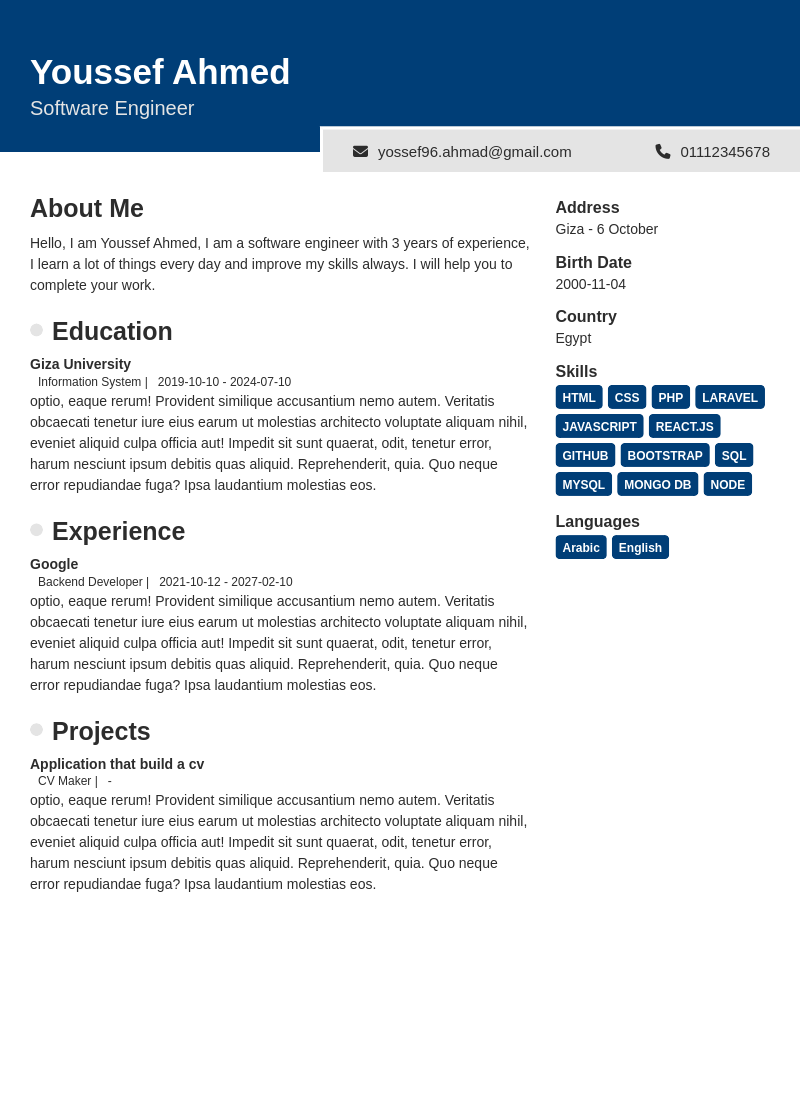 Youssef Ahmed
Software Engineer
yossef96.ahmad@gmail.com
01112345678
About Me
Hello, I am Youssef Ahmed, I am a software engineer with 3 years of experience,
I learn a lot of things every day and improve my skills always. I will help you to
complete your work.
Education
Giza University
Information System | 2019-10-10 - 2024-07-10
optio, eaque rerum! Provident similique accusantium nemo autem. Veritatis
obcaecati tenetur iure eius earum ut molestias architecto voluptate aliquam nihil,
eveniet aliquid culpa officia aut! Impedit sit sunt quaerat, odit, tenetur error,
harum nesciunt ipsum debitis quas aliquid. Reprehenderit, quia. Quo neque
error repudiandae fuga? Ipsa laudantium molestias eos.
Experience
Google
Backend Developer | 2021-10-12 - 2027-02-10
optio, eaque rerum! Provident similique accusantium nemo autem. Veritatis
obcaecati tenetur iure eius earum ut molestias architecto voluptate aliquam nihil,
eveniet aliquid culpa officia aut! Impedit sit sunt quaerat, odit, tenetur error,
harum nesciunt ipsum debitis quas aliquid. Reprehenderit, quia. Quo neque
error repudiandae fuga? Ipsa laudantium molestias eos.
Projects
Application that build a cv
CV Maker | -
optio, eaque rerum! Provident similique accusantium nemo autem. Veritatis
obcaecati tenetur iure eius earum ut molestias architecto voluptate aliquam nihil,
eveniet aliquid culpa officia aut! Impedit sit sunt quaerat, odit, tenetur error,
harum nesciunt ipsum debitis quas aliquid. Reprehenderit, quia. Quo neque
error repudiandae fuga? Ipsa laudantium molestias eos.
Address
Giza - 6 October
Birth Date
2000-11-04
Country
Egypt
Skills
HTML CSS PHP LARAVEL
JAVASCRIPT REACT.JS
GITHUB BOOTSTRAP SQL
MYSQL MONGO DB NODE
Languages
Arabic English